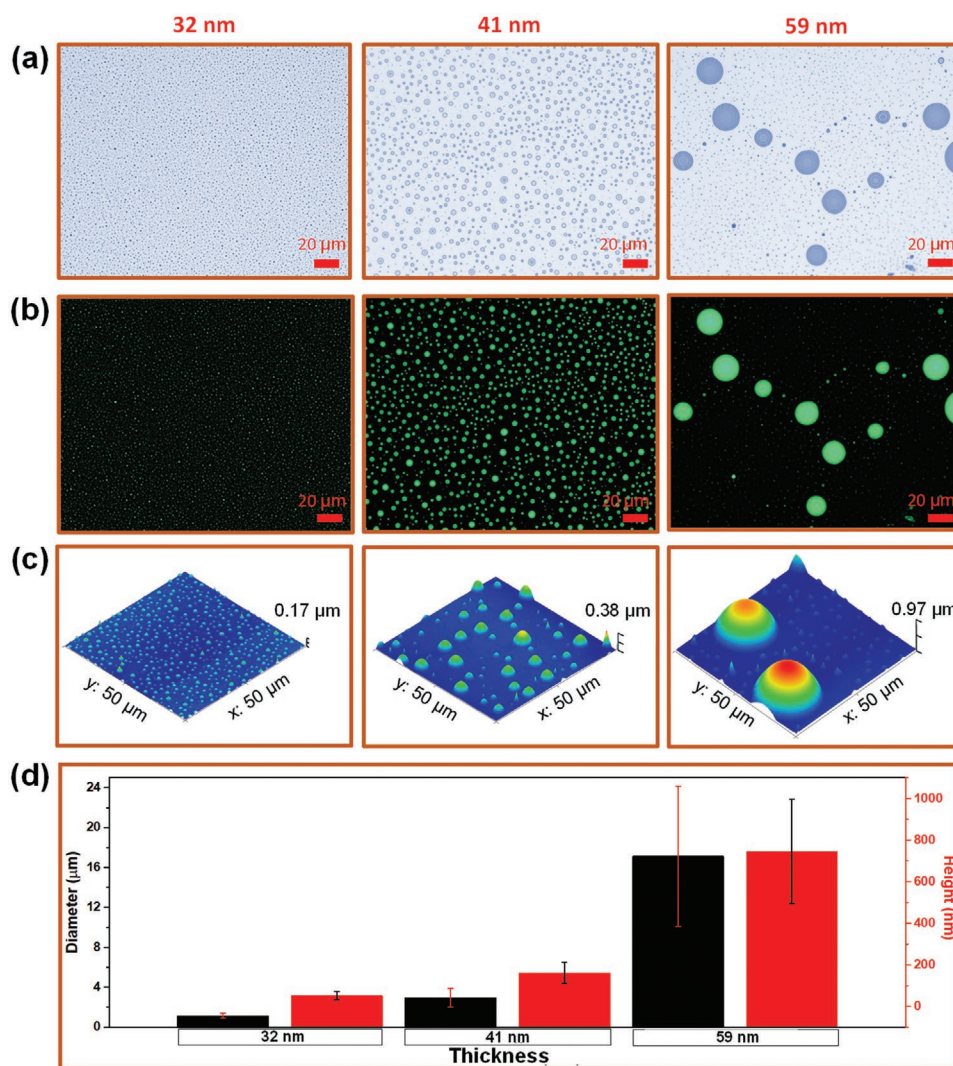 32 nm 41 nm 59 nm
(a)
20 µm 20 µm 20 µm
(b)
20 µm 20 µm 20 µm
(c)
0.17 µm 0.38 µm 0.97 µm
y: 50 µm x: 50 µm y: 50 µm x: 50 µm y: 50 µm x: 50 µm
(d)
24
20
16
12
8
4
0
Diameter (µm)
1000
800
600
400
200
0
Height (nm)
32 nm 41 nm 59 nm
Thickness